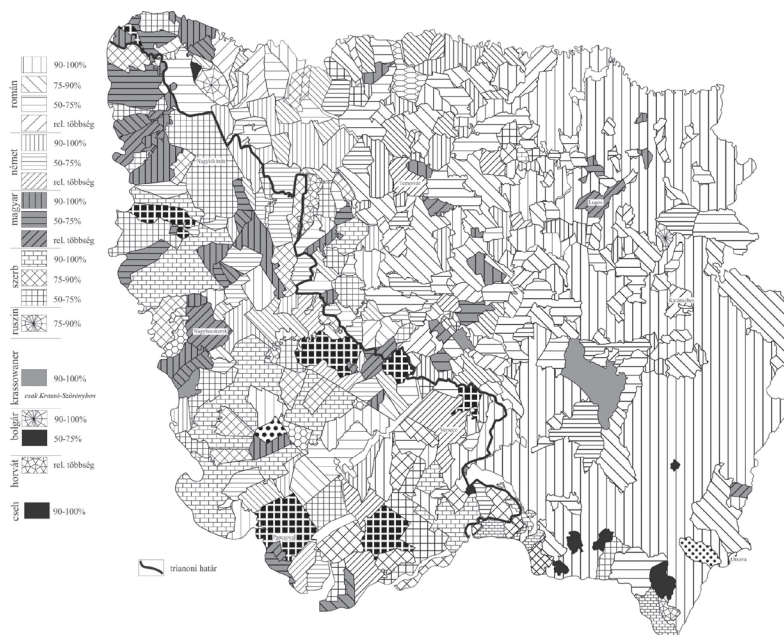 román
90-100%
75-90%
50-75%
rel. többség
német
90-100%
50-75%
rel. többség
magyar
90-100%
50-75%
rel. többség
szerb
90-100%
75-90%
50-75%
ruszin
75-90%
krassowaner
90-100%
csak Krassó-Szörényben
bolgár
90-100%
50-75%
horvát
rel. többség
cseh
90-100%
trianoni határ
Nagykikinda
Temesvár
Lugos
Karánsebes
Nagybecskerek
Versecz
Pancsova
Orsova